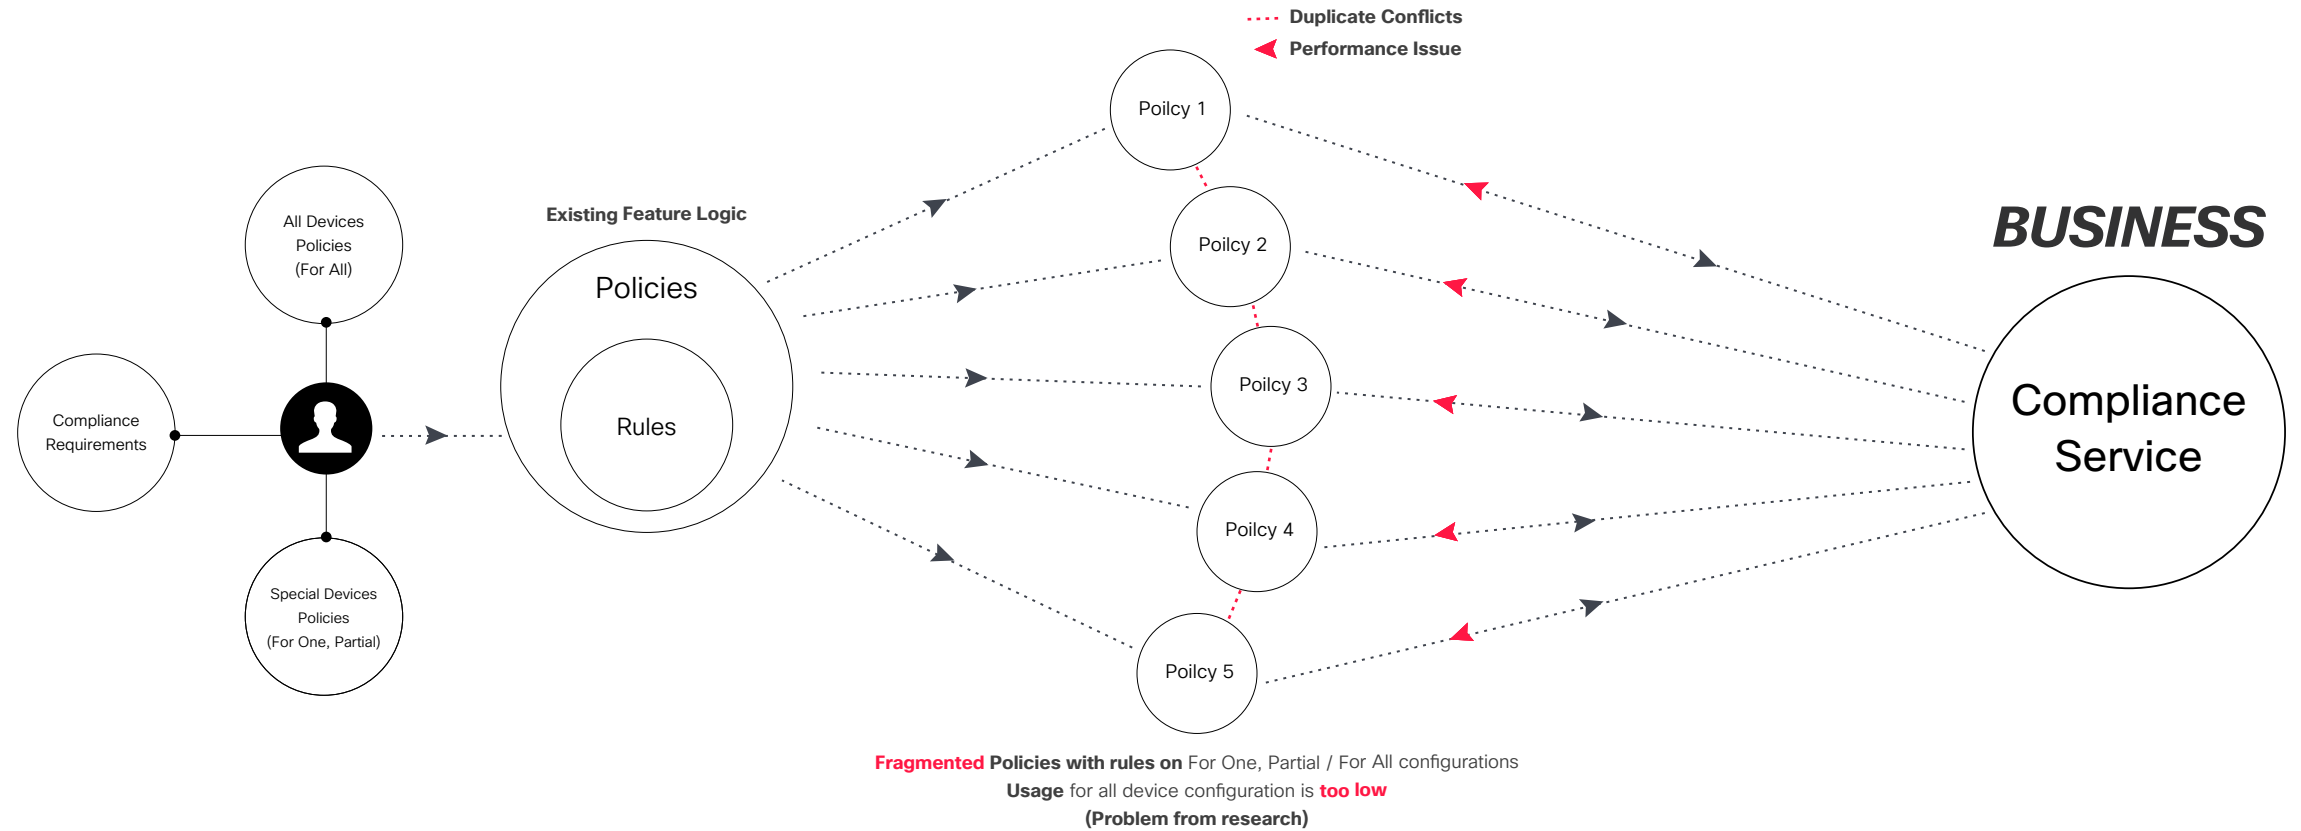 Duplicate Conflicts
Performance Issue
Poilcy 1
Poilcy 2
Poilcy 3
Poilcy 4
Poilcy 5
All Devices
Policies
(For All)
Compliance
Requirements
Special Devices
Policies
(For One, Partial)
Existing Feature Logic
Policies
Rules
BUSINESS
Compliance
Service
Fragmented Policies with rules on For One, Partial / For All configurations
Usage for all device configuration is too low
(Problem from research)